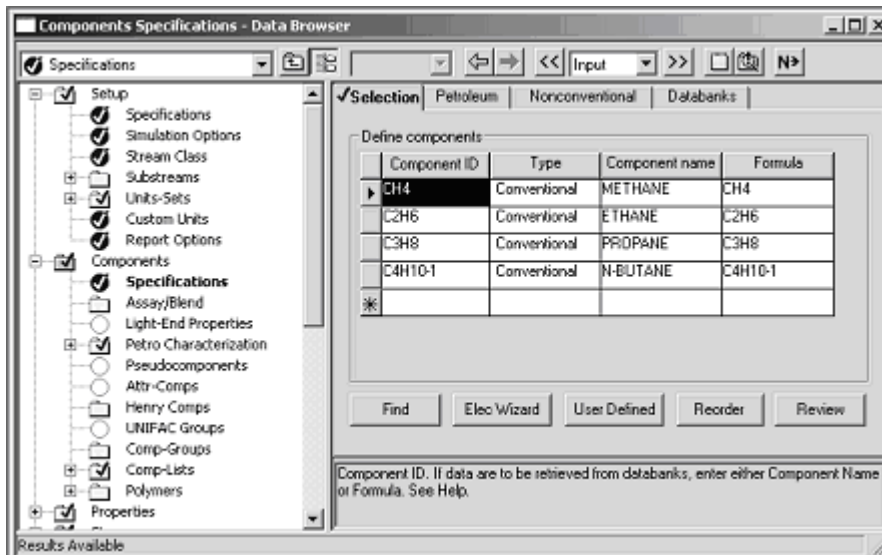 Components Specifications - Data Browser
Specifications
Input
N>
Setup
Specifications
Simulation Options
Stream Class
Substreams
Units-Sets
Custom Units
Report Options
Components
Specifications
Assay/Blend
Light-End Properties
Petro Characterization
Pseudocomponents
Attr-Comps
Henry Comps
UNIFAC Groups
Comp-Groups
Comp-Lists
Polymers
Properties
Selection Petroleum Nonconventional Databanks
Define components
Component ID Type Component name Formula
CH4 Conventional METHANE CH4
C2H6 Conventional ETHANE C2H6
C3H8 Conventional PROPANE C3H8
C4H10-1 Conventional N-BUTANE C4H10-1
Find Elec Wizard User Defined Reorder Review
Component ID. If data are to be retrieved from databanks, enter either Component Name
or Formula. See Help.
Results Available